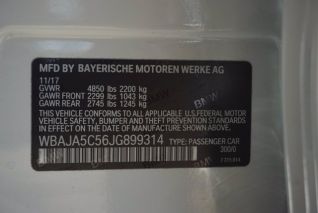 MFD BY BAYERISCHE MOTOREN WERKE AG
11/17
GVWR 4850 lbs 2200 kg
GAWR FRONT 2299 lbs 1043 kg
GAWR REAR 2745 lbs 1245 kg
THIS VEHICLE CONFORMS TO ALL APPLICABLE U.S. FEDERAL MOTOR
VEHICLE SAFETY, BUMPER AND THEFT PREVENTION STANDARDS IN
EFFECT ON THE DATE OF MANUFACTURE SHOWN ABOVE.
WBAJA5C56JG899314 TYPE: PASSENGER CAR
300/0